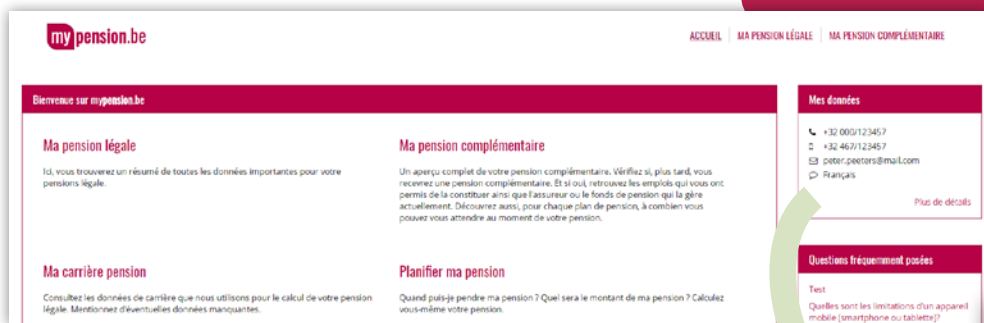 mypension.be
ACCUEIL | MA PENSION LÉGALE | MA PENSION COMPLÉMENTAIRE
Bienvenue sur mypension.be
Ma pension légale
Ici, vous trouverez un résumé de toutes les données importantes pour votre
pensions légale.
Ma pension complémentaire
Un aperçu complet de votre pension complémentaire. Vérifiez si, plus tard, vous
recevrez une pension complémentaire. Et si oui, retrouvez les emplois qui vous ont
permis de la constituer ainsi que l'assureur ou le fonds de pension qui la gère
actuellement. Découvrez aussi, pour chaque plan de pension, à combien vous
pouvez vous attendre au moment de votre pension.
Ma carrière pension
Consultez les données de carrière que nous utilisons pour le calcul de votre pension
légale. Mentionnez d'éventuelles données manquantes.
Planifier ma pension
Quand puis-je pendre ma pension ? Quel sera le montant de ma pension ? Calculez
vous-même votre pension.
Mes données
+32 000/123457
+32 467/123457
peter.peeters@mail.com
Français
Plus de détails
Questions fréquemment posées
Test
Quelles sont les limitations d'un appareil
mobile (smartphone ou tablette)?